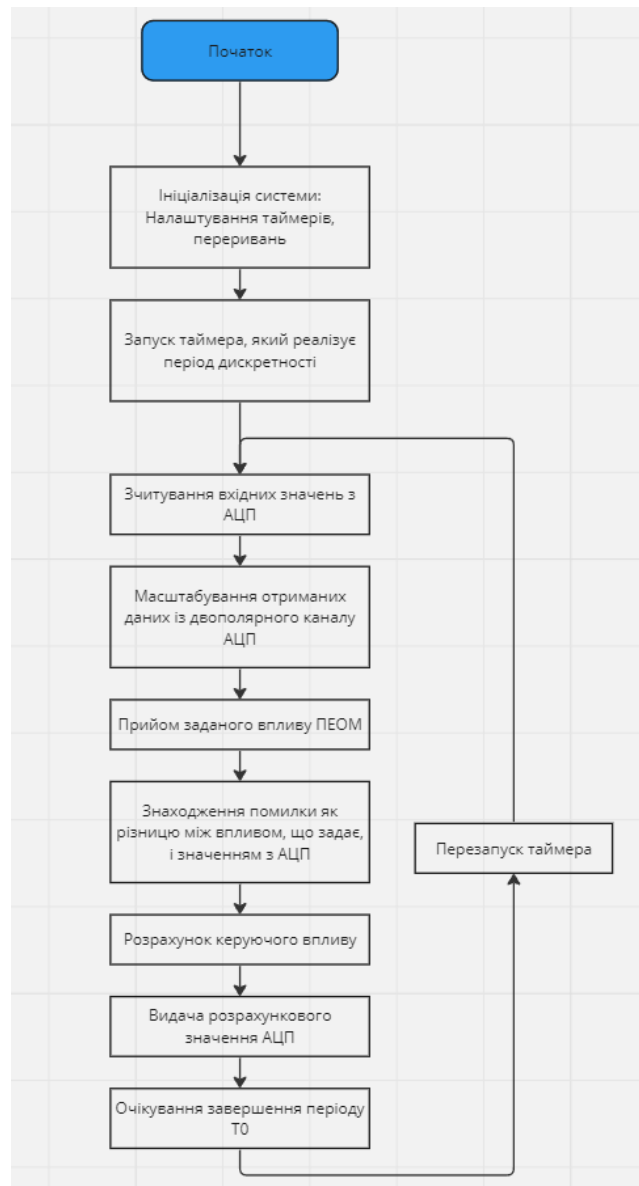 Початок
Ініціалізація системи:
Налаштування таймерів,
переривань
Запуск таймера, який реалізує
період дискретності
Зчитування вхідних значень з
АЦП
Масштабування отриманих
даних із двополярного каналу
АЦП
Прийом заданого впливу ПЕОМ
Знаходження помилки як
різницю між впливом, що задає,
і значенням з АЦП
Перезапуск таймера
Розрахунок керуючого впливу
Видача розрахункового
значення АЦП
Очікування завершення періоду
Т0